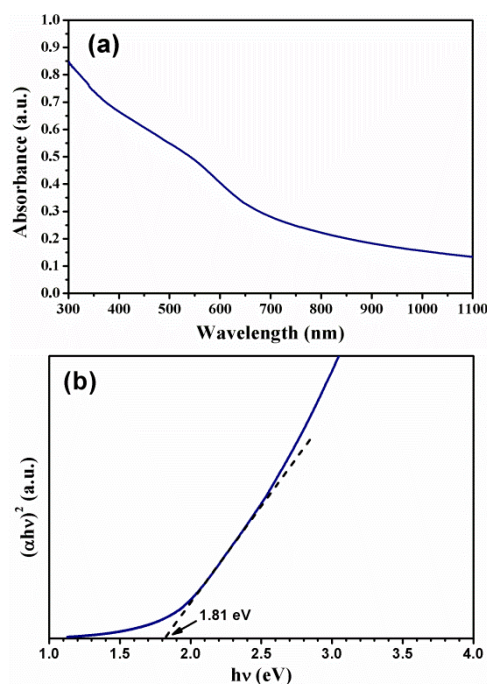 (a)
Absorbance (a.u.)
1.0
0.9
0.8
0.7
0.6
0.5
0.4
0.3
0.2
0.1
0.0
300 400 500 600 700 800 900 1000 1100
Wavelength (nm)
(b)
(αhν)² (a.u.)
1.81 eV
1.0 1.5 2.0 2.5 3.0 3.5 4.0
hν (eV)